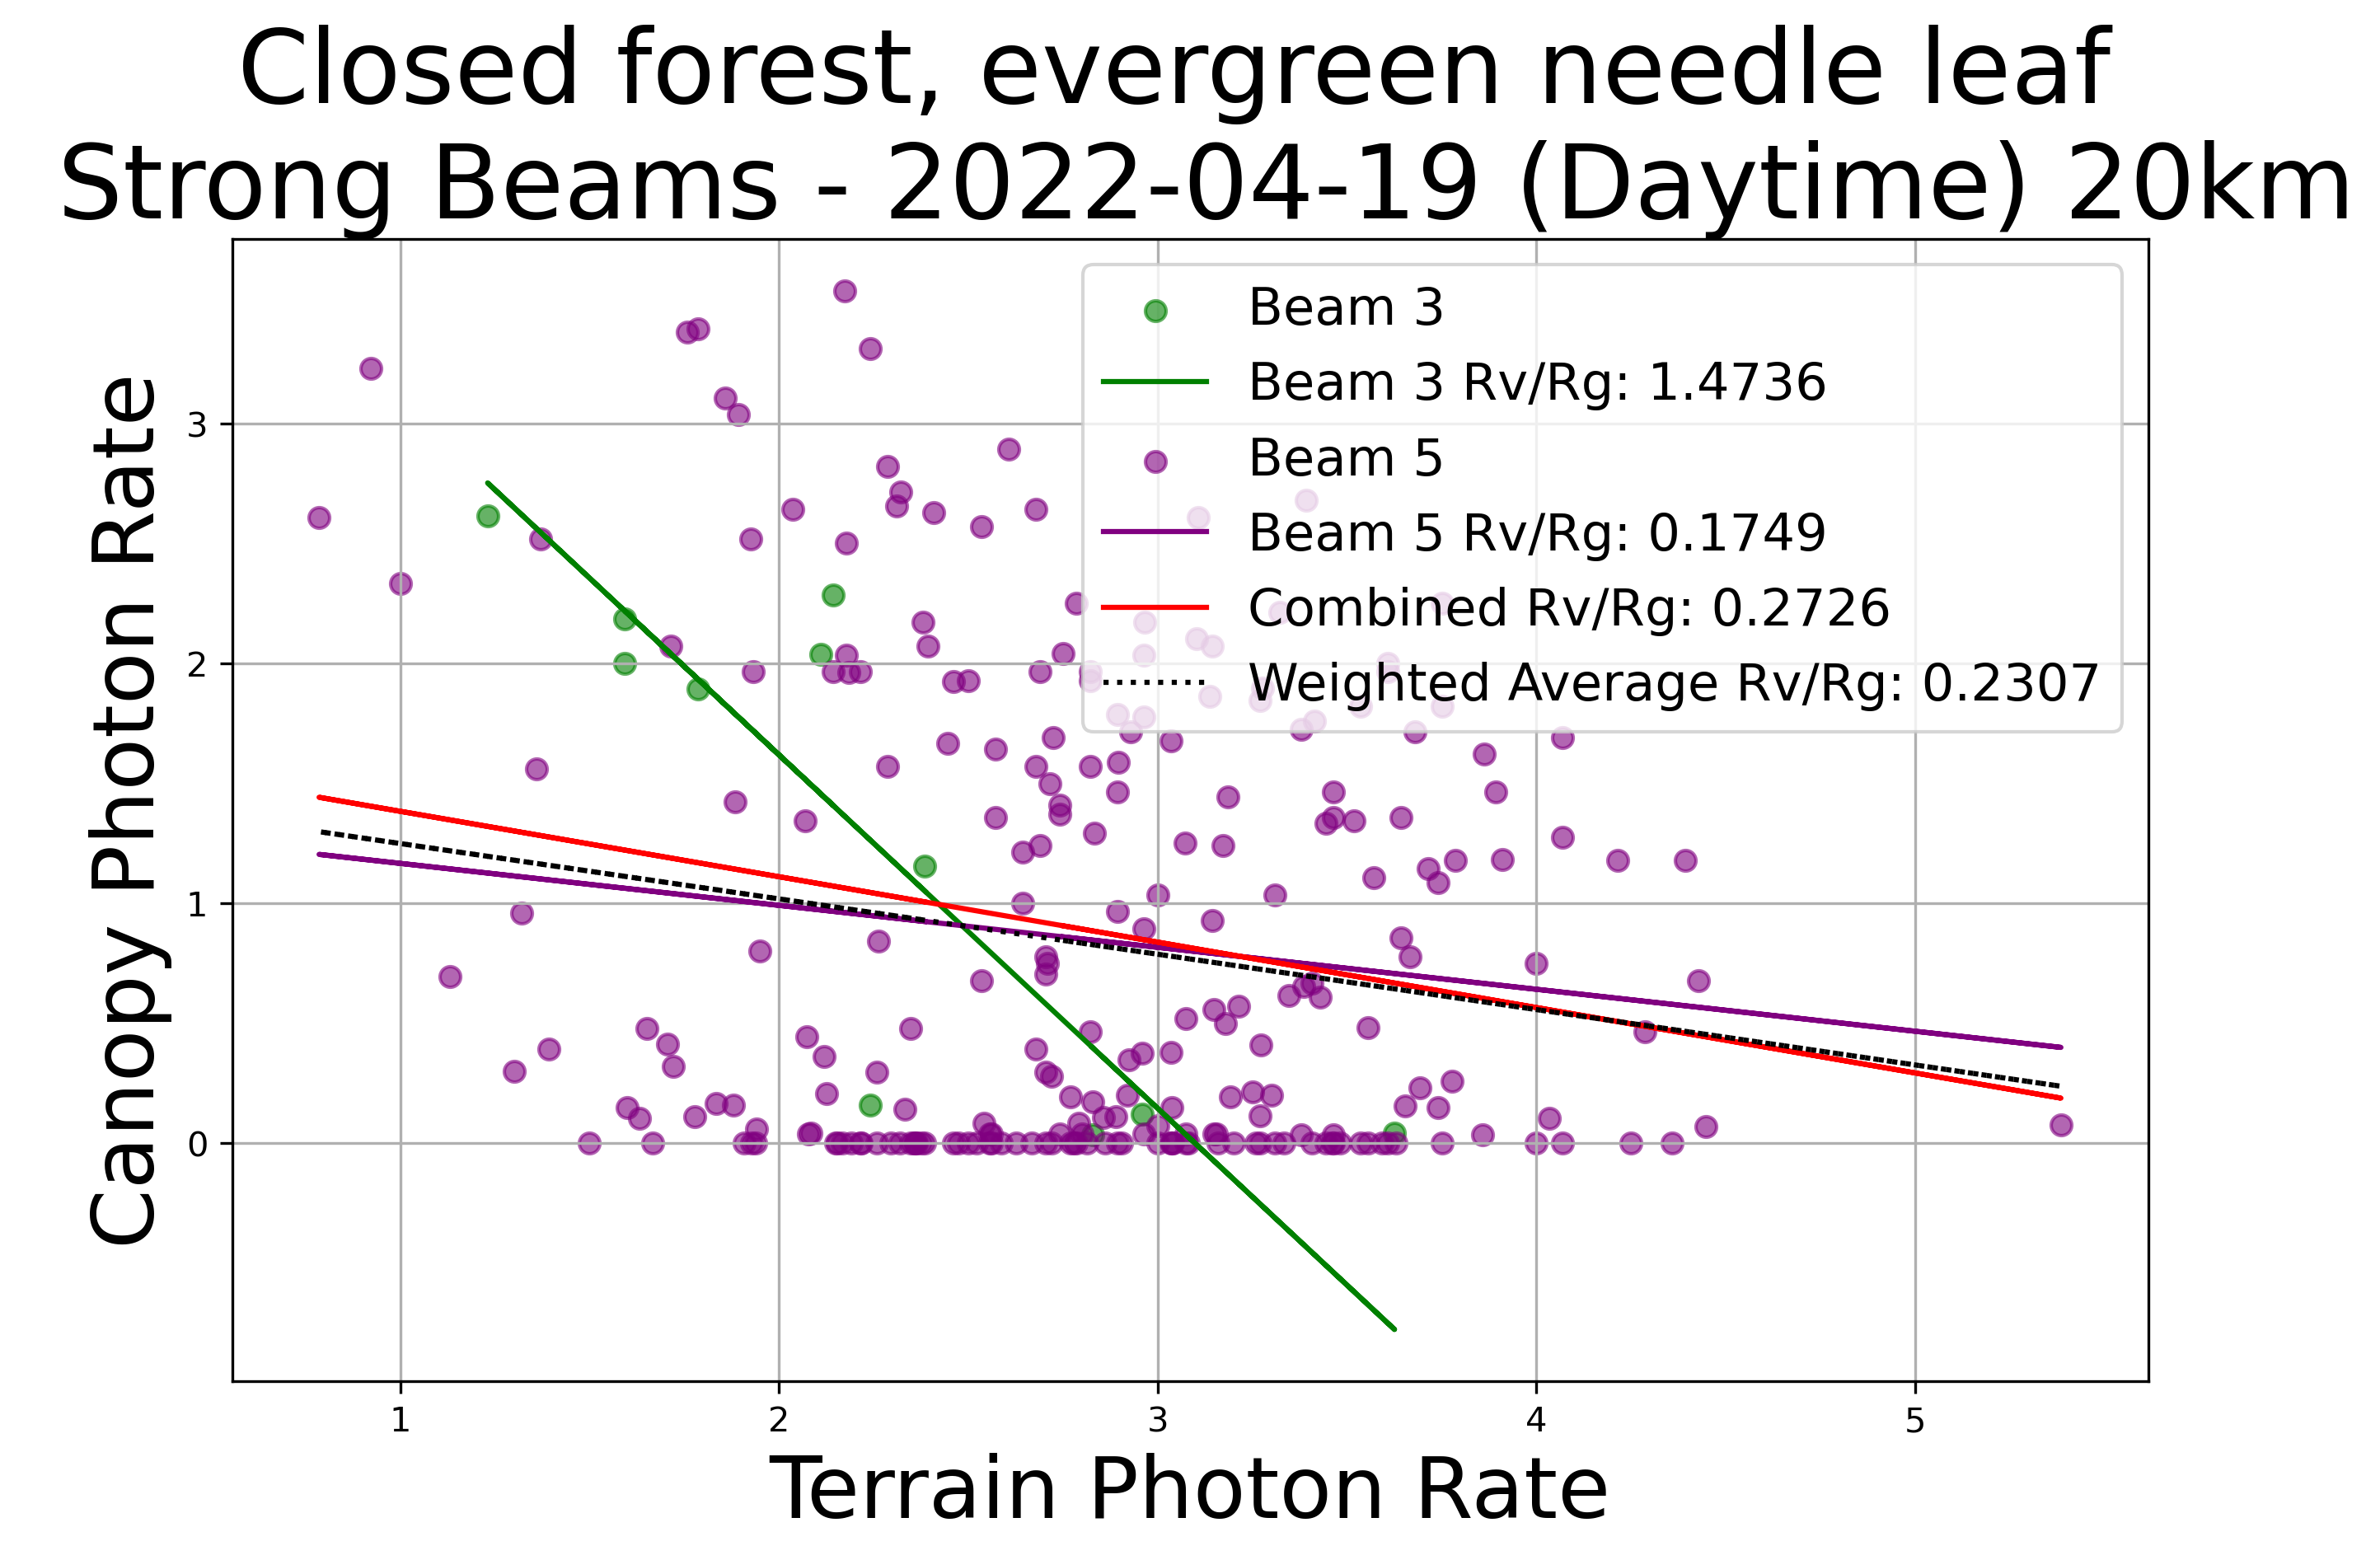 Closed forest, evergreen needle leaf
Strong Beams - 2022-04-19 (Daytime) 20km
Beam 3
Beam 3 Rv/Rg: 1.4736
Beam 5
Beam 5 Rv/Rg: 0.1749
Combined Rv/Rg: 0.2726
Weighted Average Rv/Rg: 0.2307
Canopy Photon Rate
3
2
1
0
1 2 3 4 5
Terrain Photon Rate